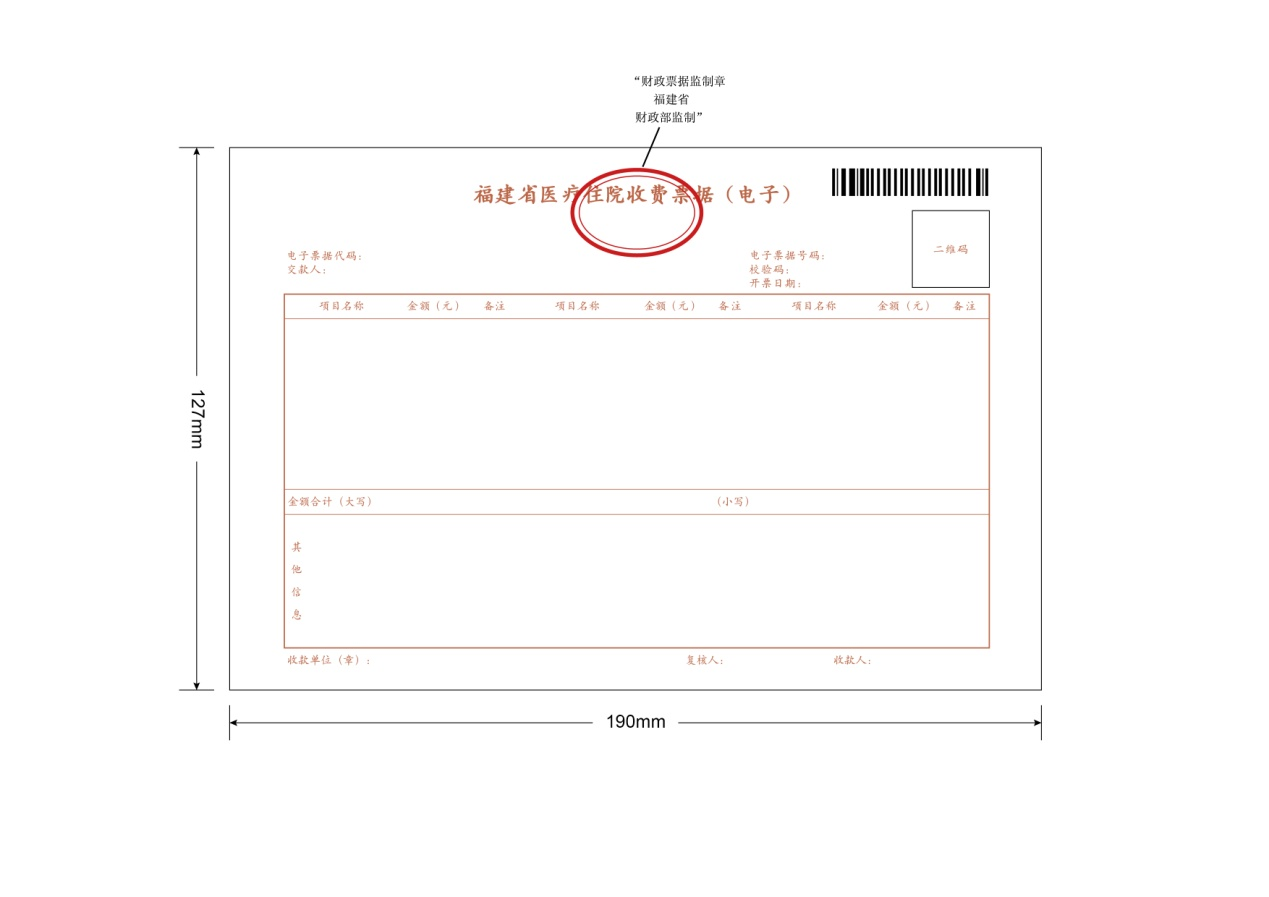 “财政票据监制章
福建省
财政部监制”
福建省医疗住院收费票据（电子）
二维码
电子票据代码：
电子票据号码：
交款人：
校验码：
开票日期：
项目名称 金额（元） 备注 项目名称 金额（元） 备注 项目名称 金额（元） 备注
金额合计（大写） （小写）
其
他
信
息
收款单位（章）： 复核人： 收款人：
127mm
190mm